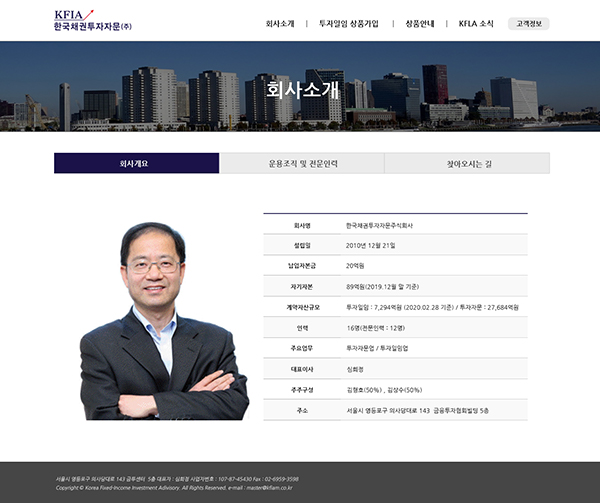 KFIA
한국채권투자자문(주)
회사소개 | 투자일임 상품가입 | 상품안내 | KFLA 소식 고객정보
회사소개
회사개요 운용조직 및 전문인력 찾아오시는 길
회사명 한국채권투자자문주식회사
설립일 2010년 12월 21일
납입자본금 20억원
자기자본 89억원(2019.12월 말 기준)
계약자산규모 투자일임 : 7,294억원 (2020.02.28 기준) / 투자자문 : 27,684억원
인력 16명(전문인력 : 12명)
주요업무 투자자문업 / 투자일임업
대표이사 심희정
주주구성 김형호(50%) , 김상수(50%)
주소 서울시 영등포구 의사당대로 143 금융투자협회빌딩 5층
서울시 영등포구 의사당대로 143 금투센터 5층 대표자 : 심희정 사업자번호 : 107-87-45430 Fax : 02-6959-3598
Copyright © Korea Fixed-Income Investment Advisory. All Rights Reserved. e-mail : master@kfiam.co.kr